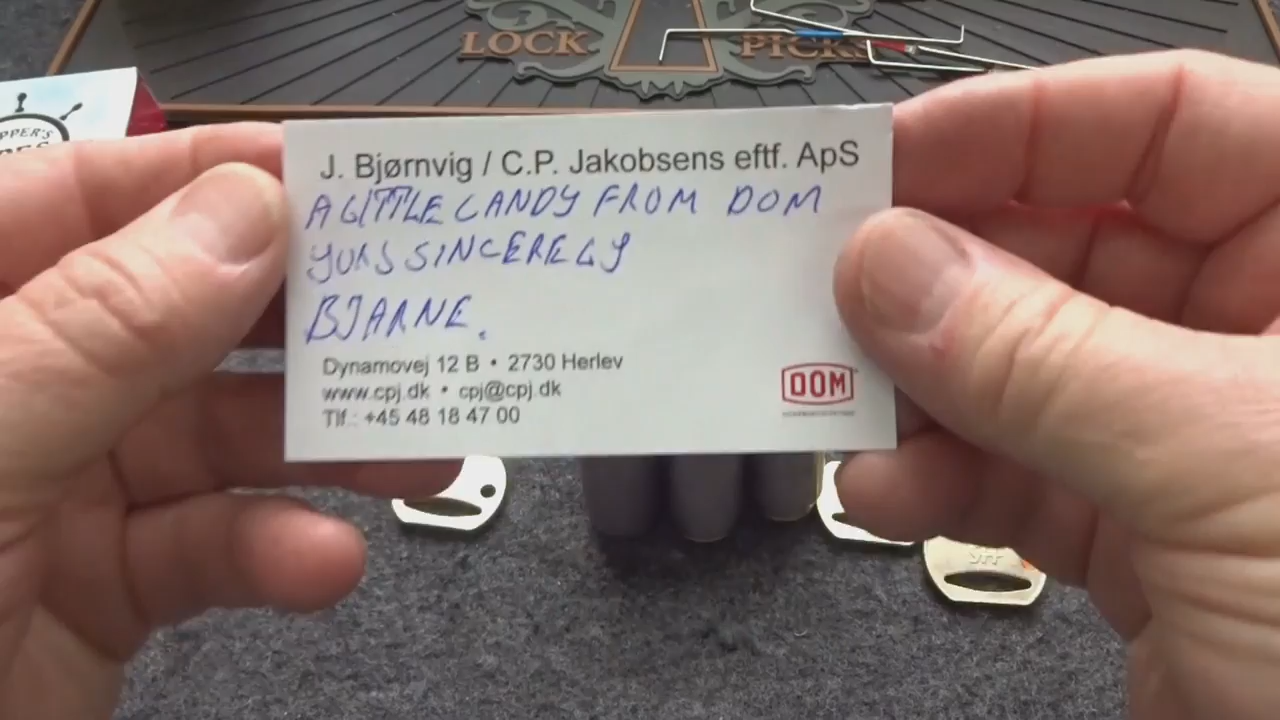 LOCK PICKS
PPER'S
J. Bjørnvig / C.P. Jakobsens eftf. ApS
A LITTLE CANDY FROM DOM
YURS SINCERELY
BJARNE.
Dynamovej 12 B • 2730 Herlev
www.cpj.dk • cpj@cpj.dk
Tlf.: +45 48 18 47 00
DOM